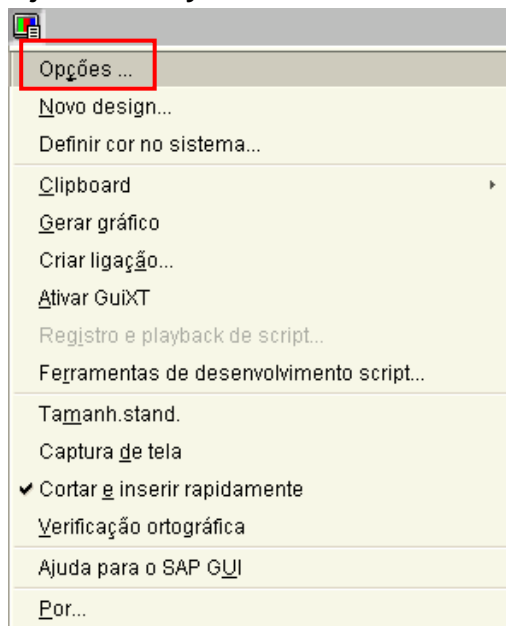 Opções ...
Novo design...
Definir cor no sistema...
Clipboard
Gerar gráfico
Criar ligação...
Ativar GuiXT
Registro e playback de script...
Ferramentas de desenvolvimento script...
Tamanh.stand.
Captura de tela
Cortar e inserir rapidamente
Verificação ortográfica
Ajuda para o SAP GUI
Por...